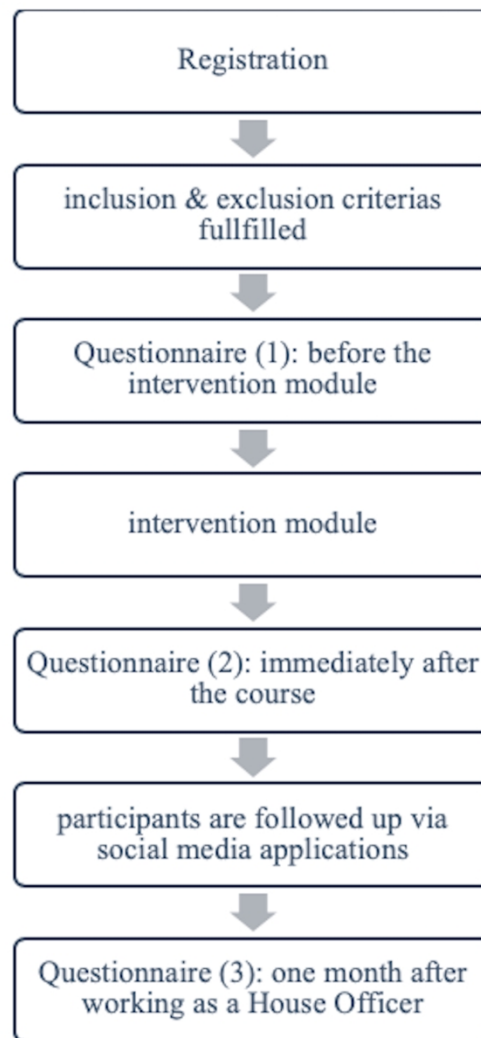 Registration
inclusion & exclusion criterias
fullfilled
Questionnaire (1): before the
intervention module
intervention module
Questionnaire (2): immediately after
the course
participants are followed up via
social media applications
Questionnaire (3): one month after
working as a House Officer